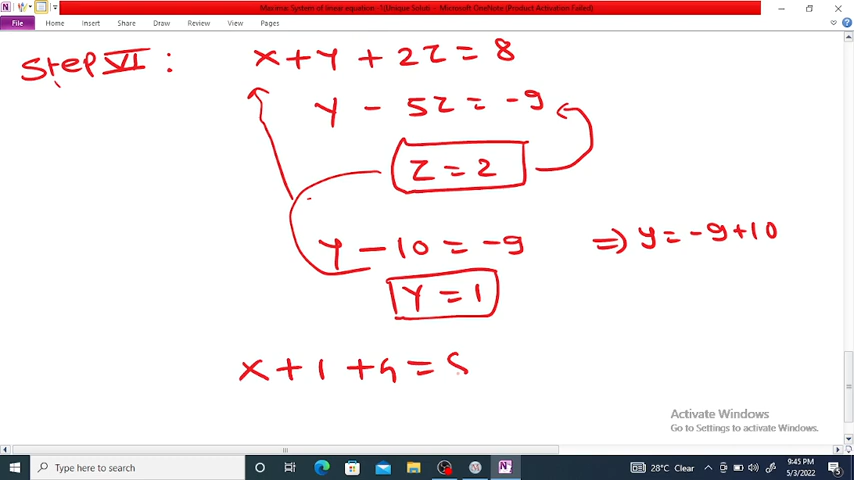 Marimar System of linear equation -1(Unique Soluti - Microsoft OneNote (Product Activation Failed)
File Home Insert Share Draw Review View Pages
Step VI : x + y + 2z = 8
y - 5z = -9
z = 2
y - 10 = -9 ⇒ y = -9+10
y = 1
x + 1 + 4 =
Activate Windows
Go to Settings to activate Windows.
Type here to search
28°C Clear
9:45 PM
5/3/2022